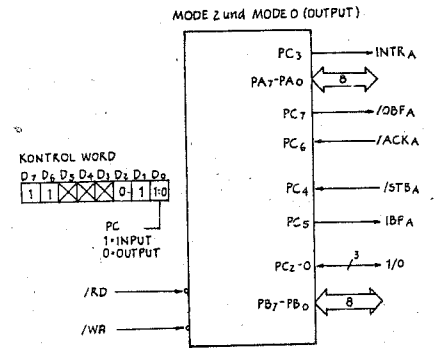 MODE 2 und MODE 0 (OUTPUT)
PC3 INTRA
PA7-PA0 8
PC7 /OBFA
PC6 /ACKA
KONTROL WORD
D7 D6 D5 D4 D3 D2 D1 D0
1 1 X X X 0 1 1:0
PC4 /STBA
PC5 IBFA
PC
1=INPUT
0=OUTPUT
PC2-0 3 I/O
/RD
PB7-PB0 8
/WR